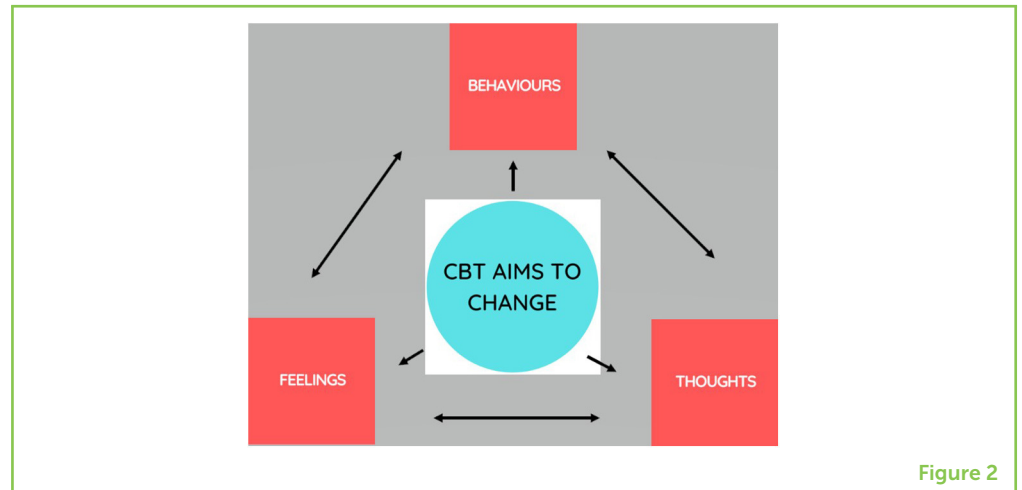 BEHAVIOURS
CBT AIMS TO
CHANGE
FEELINGS
THOUGHTS
Figure 2